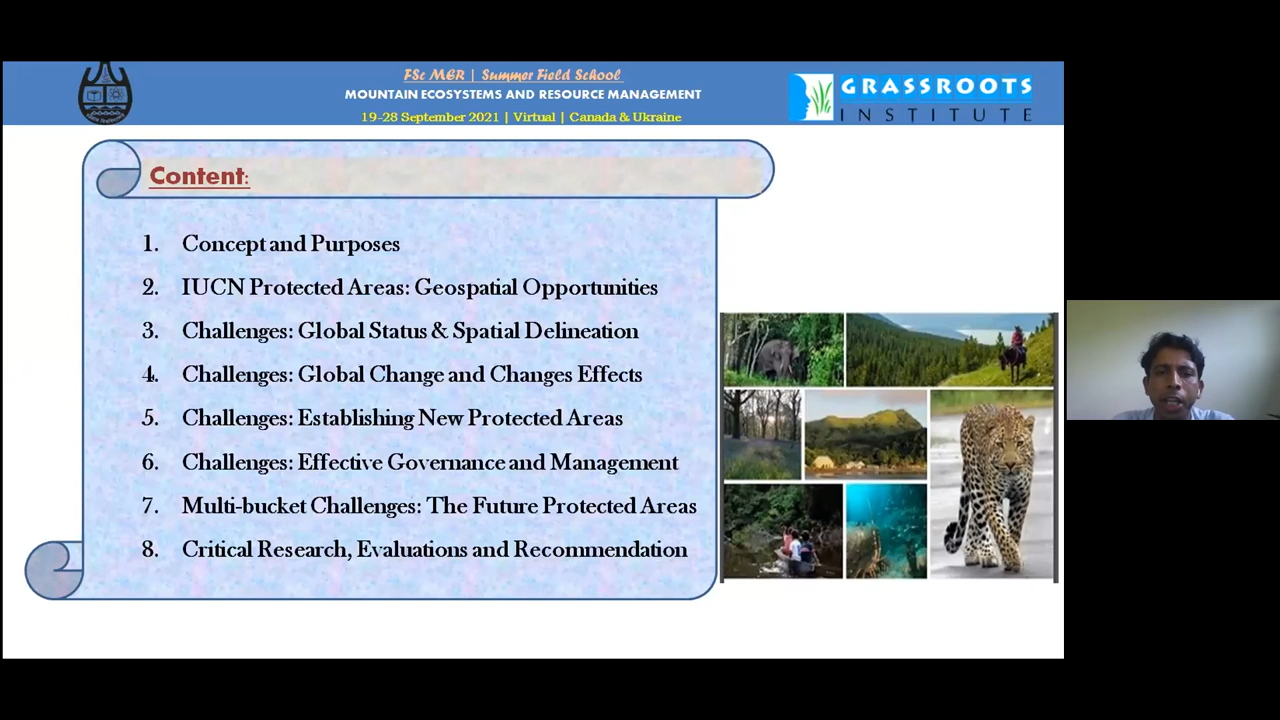 FSc MER | Summer Field School
MOUNTAIN ECOSYSTEMS AND RESOURCE MANAGEMENT
19-28 September 2021 | Virtual | Canada & Ukraine
GRASSROOTS
INSTITUTE
Content:
1. Concept and Purposes
2. IUCN Protected Areas: Geospatial Opportunities
3. Challenges: Global Status & Spatial Delineation
4. Challenges: Global Change and Changes Effects
5. Challenges: Establishing New Protected Areas
6. Challenges: Effective Governance and Management
7. Multi-bucket Challenges: The Future Protected Areas
8. Critical Research, Evaluations and Recommendation